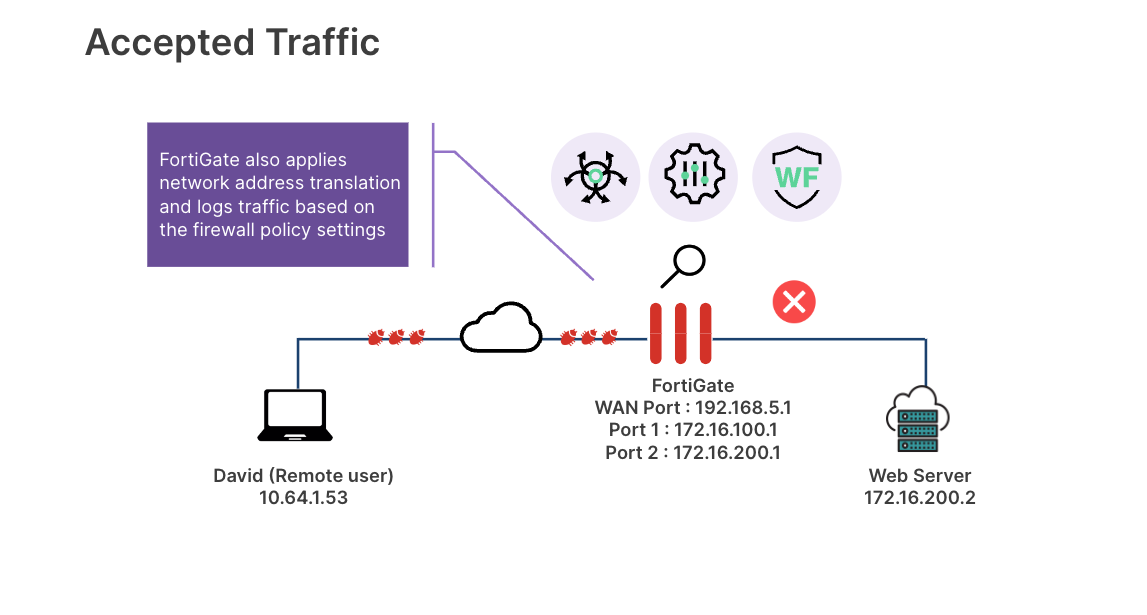 Accepted Traffic
FortiGate also applies
network address translation
and logs traffic based on
the firewall policy settings
WF
FortiGate
WAN Port : 192.168.5.1
Port 1 : 172.16.100.1
Port 2 : 172.16.200.1
David (Remote user)
10.64.1.53
Web Server
172.16.200.2